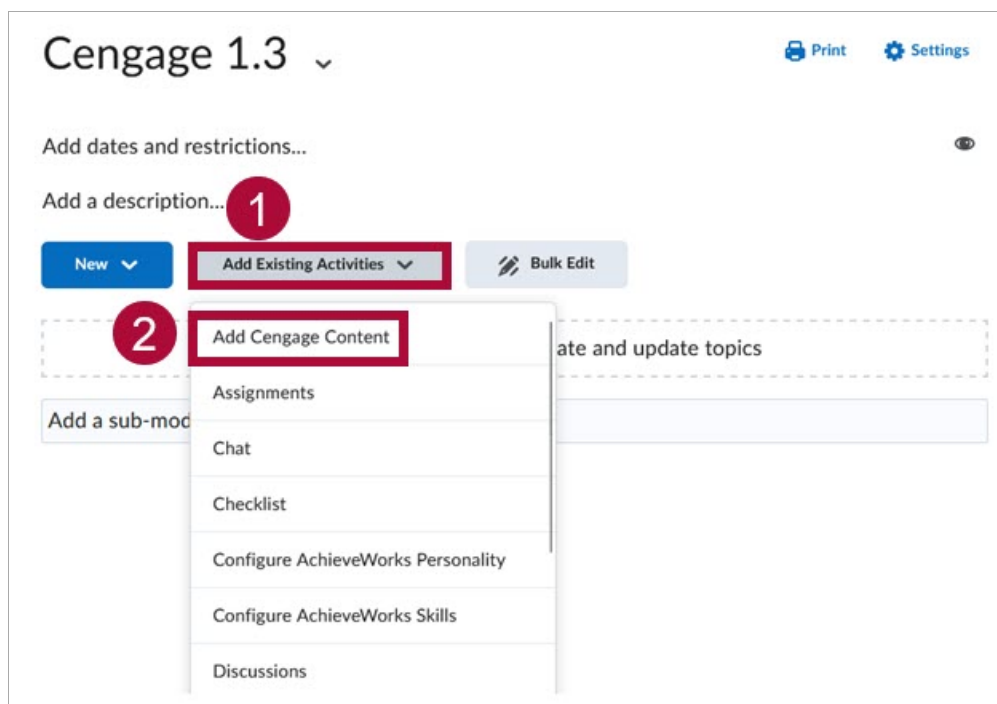 Cengage 1.3
Print
Settings
Add dates and restrictions...
Add a description...
1
New
Add Existing Activities
Bulk Edit
2
Add Cengage Content
ate and update topics
Assignments
Add a sub-mod
Chat
Checklist
Configure AchieveWorks Personality
Configure AchieveWorks Skills
Discussions